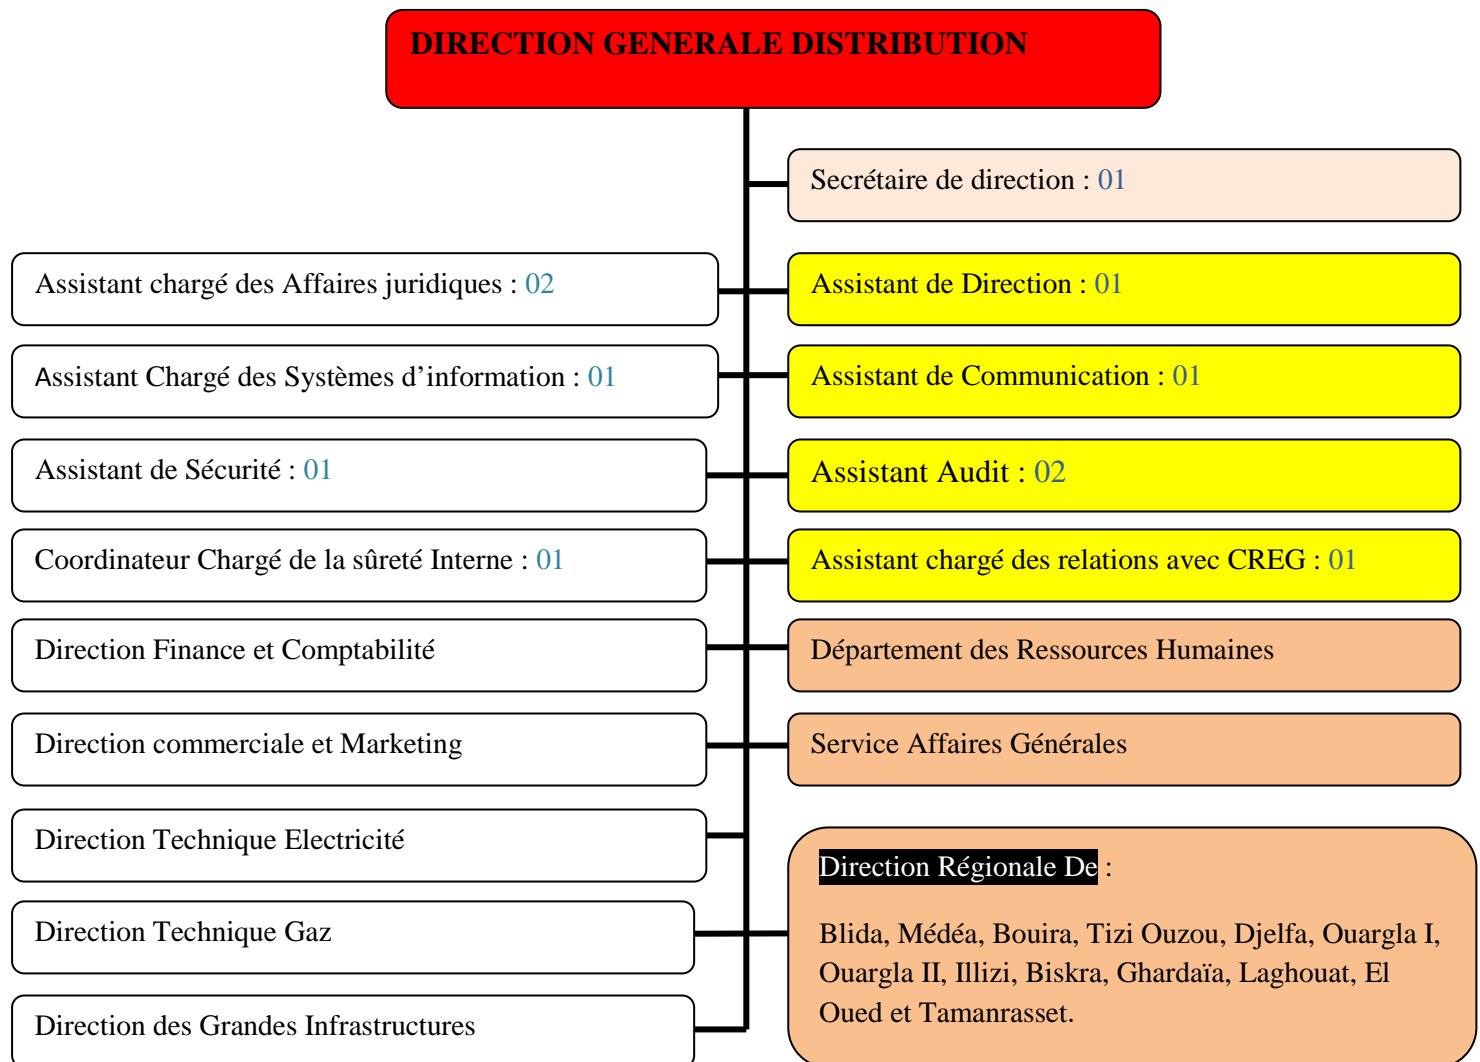 DIRECTION GENERALE DISTRIBUTION
Secrétaire de direction : 01
Assistant chargé des Affaires juridiques : 02
Assistant de Direction : 01
Assistant Chargé des Systèmes d’information : 01
Assistant de Communication : 01
Assistant de Sécurité : 01
Assistant Audit : 02
Coordinateur Chargé de la sûreté Interne : 01
Assistant chargé des relations avec CREG : 01
Direction Finance et Comptabilité
Département des Ressources Humaines
Direction commerciale et Marketing
Service Affaires Générales
Direction Technique Electricité
Direction Technique Gaz
Direction des Grandes Infrastructures
Direction Régionale De :
Blida, Médéa, Bouira, Tizi Ouzou, Djelfa, Ouargla I,
Ouargla II, Illizi, Biskra, Ghardaïa, Laghouat, El
Oued et Tamanrasset.